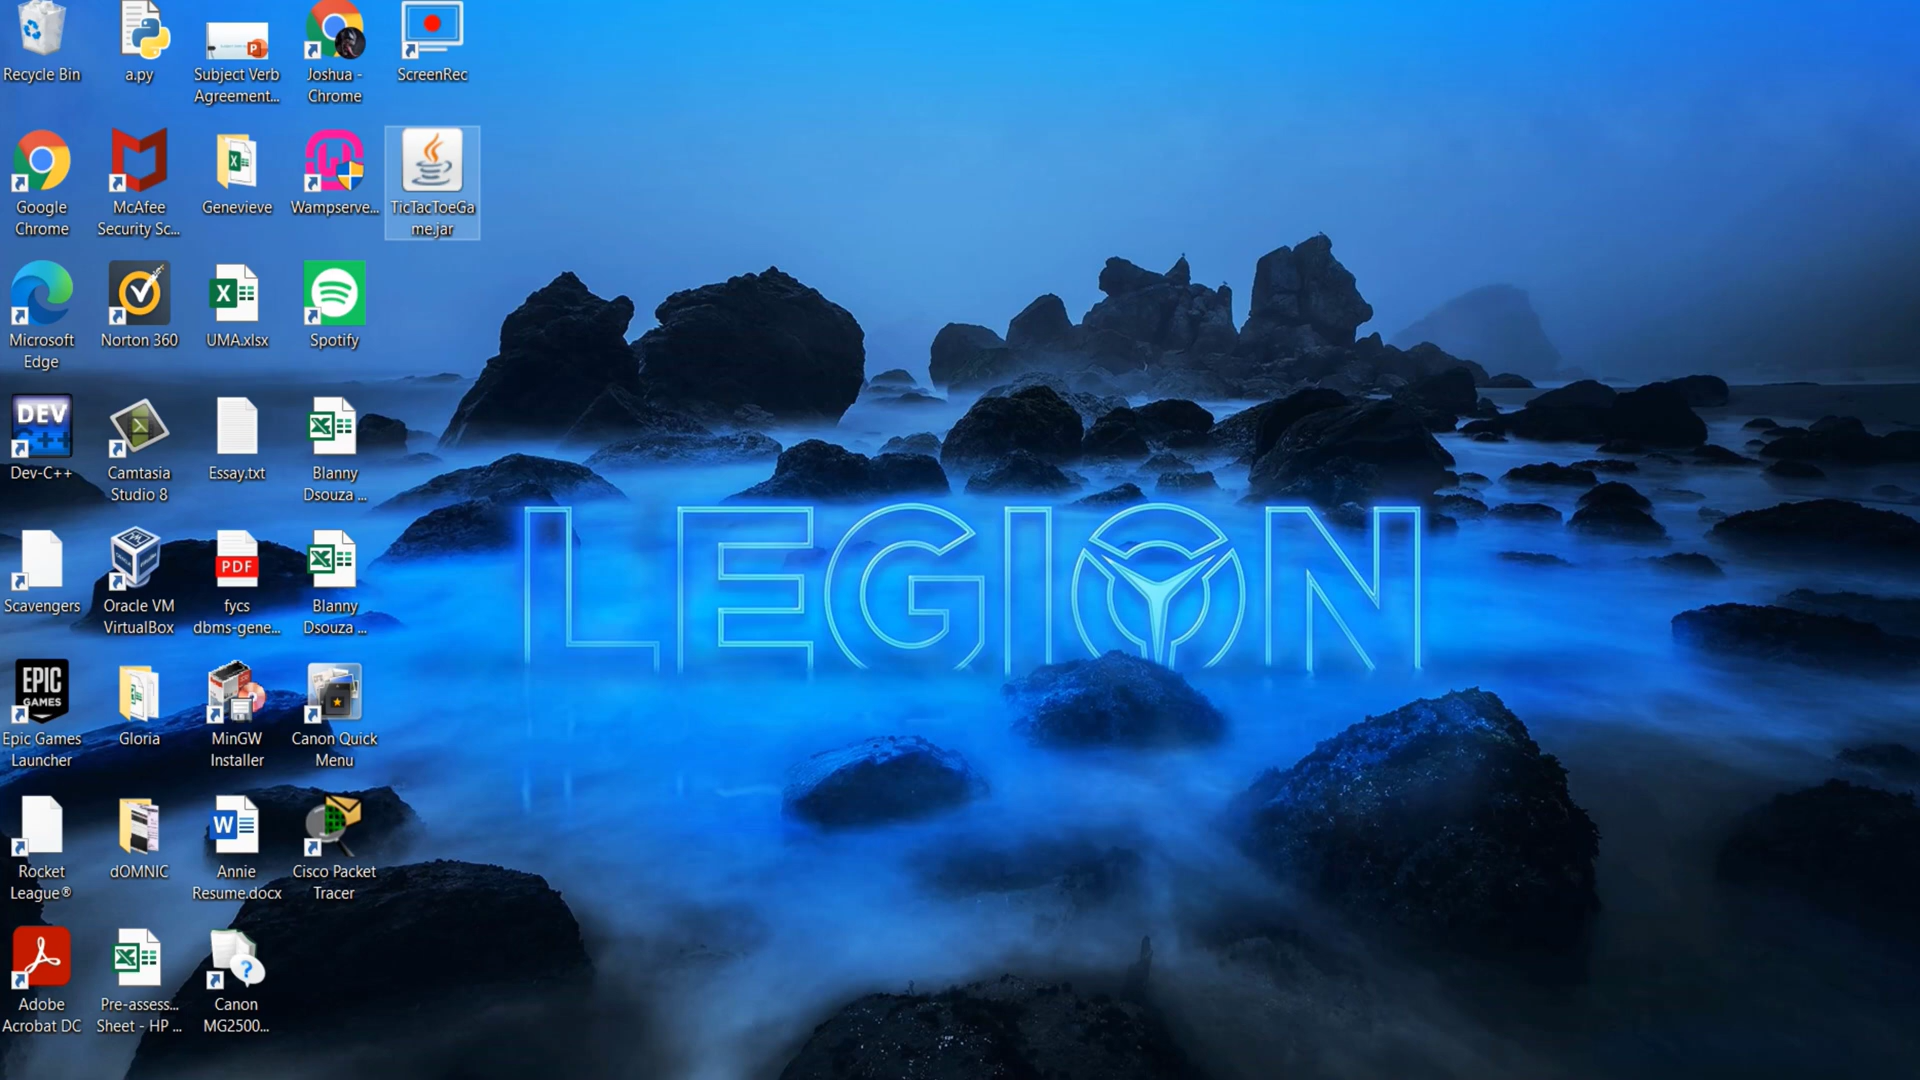 Recycle Bin
a.py
Subject Verb
Agreement...
Joshua -
Chrome
ScreenRec
Google
Chrome
McAfee
Security Sc...
Genevieve
Wampserve...
TicTacToeGa
me.jar
Microsoft
Edge
Norton 360
UMA.xlsx
Spotify
DEV
C++
Dev-C++
Camtasia
Studio 8
Essay.txt
Blanny
Dsouza ...
LEGION
Scavengers
Oracle VM
VirtualBox
PDF
fycs
dbms-gene...
Blanny
Dsouza ...
EPIC
GAMES
Epic Games
Launcher
Gloria
MinGW
Installer
Canon Quick
Menu
Rocket
League®
dOMNIC
Annie
Resume.docx
Cisco Packet
Tracer
Adobe
Acrobat DC
Pre-assess...
Sheet - HP ...
Canon
MG2500...